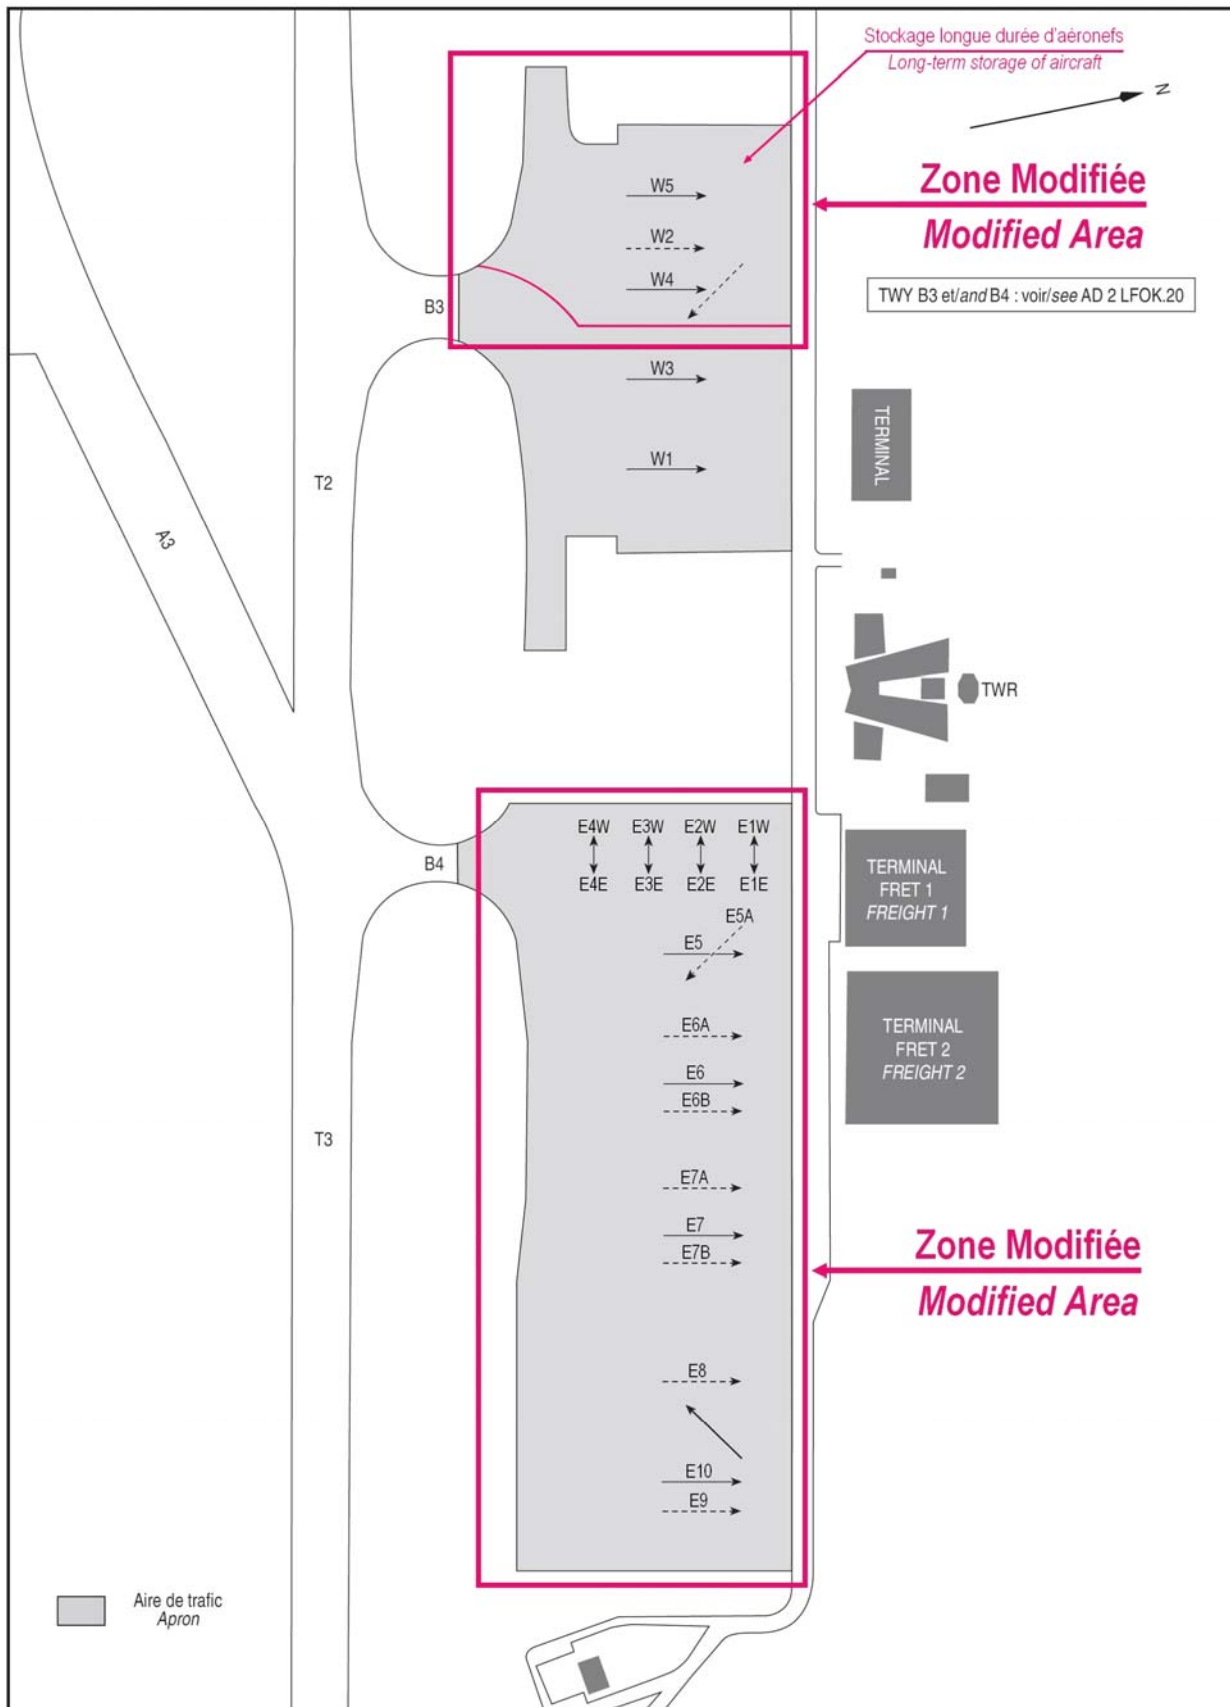 Stockage longue durée d'aéronefs
Long-term storage of aircraft
N
Zone Modifiée
Modified Area
W5
W2
W4
B3
TWY B3 et/and B4 : voir/see AD 2 LFOK.20
W3
TERMINAL
W1
T2
A3
TWR
E4W E3W E2W E1W
B4
E4E E3E E2E E1E
TERMINAL
FRET 1
FREIGHT 1
E5A
E5
E6A
TERMINAL
FRET 2
FREIGHT 2
E6
E6B
T3
E7A
E7
E7B
Zone Modifiée
Modified Area
E8
E10
E9
Aire de trafic
Apron